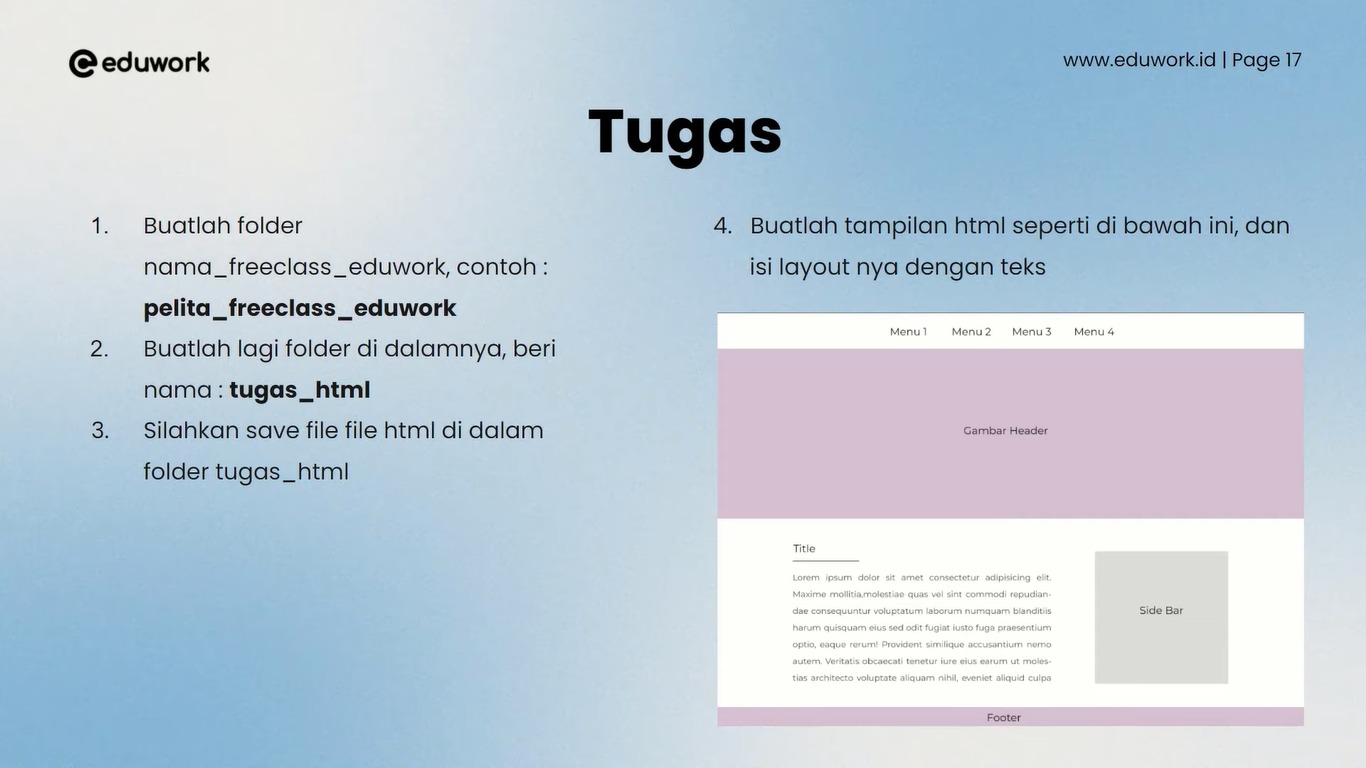 eduwork
www.eduwork.id | Page 17
Tugas
1. Buatlah folder
nama_freeclass_eduwork, contoh :
pelita_freeclass_eduwork
2. Buatlah lagi folder di dalamnya, beri
nama : tugas_html
3. Silahkan save file file html di dalam
folder tugas_html
4. Buatlah tampilan html seperti di bawah ini, dan
isi layout nya dengan teks
Menu 1 Menu 2 Menu 3 Menu 4
Gambar Header
Title
Lorem ipsum dolor sit amet consectetur adipisicing elit.
Maxime mollitia,molestiae quas vel sint commodi repudian-
dae consequuntur voluptatum laborum numquam blanditiis
harum quisquam eius sed odit fugiat iusto fuga praesentium
optio, eaque rerum! Provident similique accusantium nemo
autem. Veritatis obcaecati tenetur iure eius earum ut moles-
tias architecto voluptate aliquam nihil, eveniet aliquid culpa
Side Bar
Footer